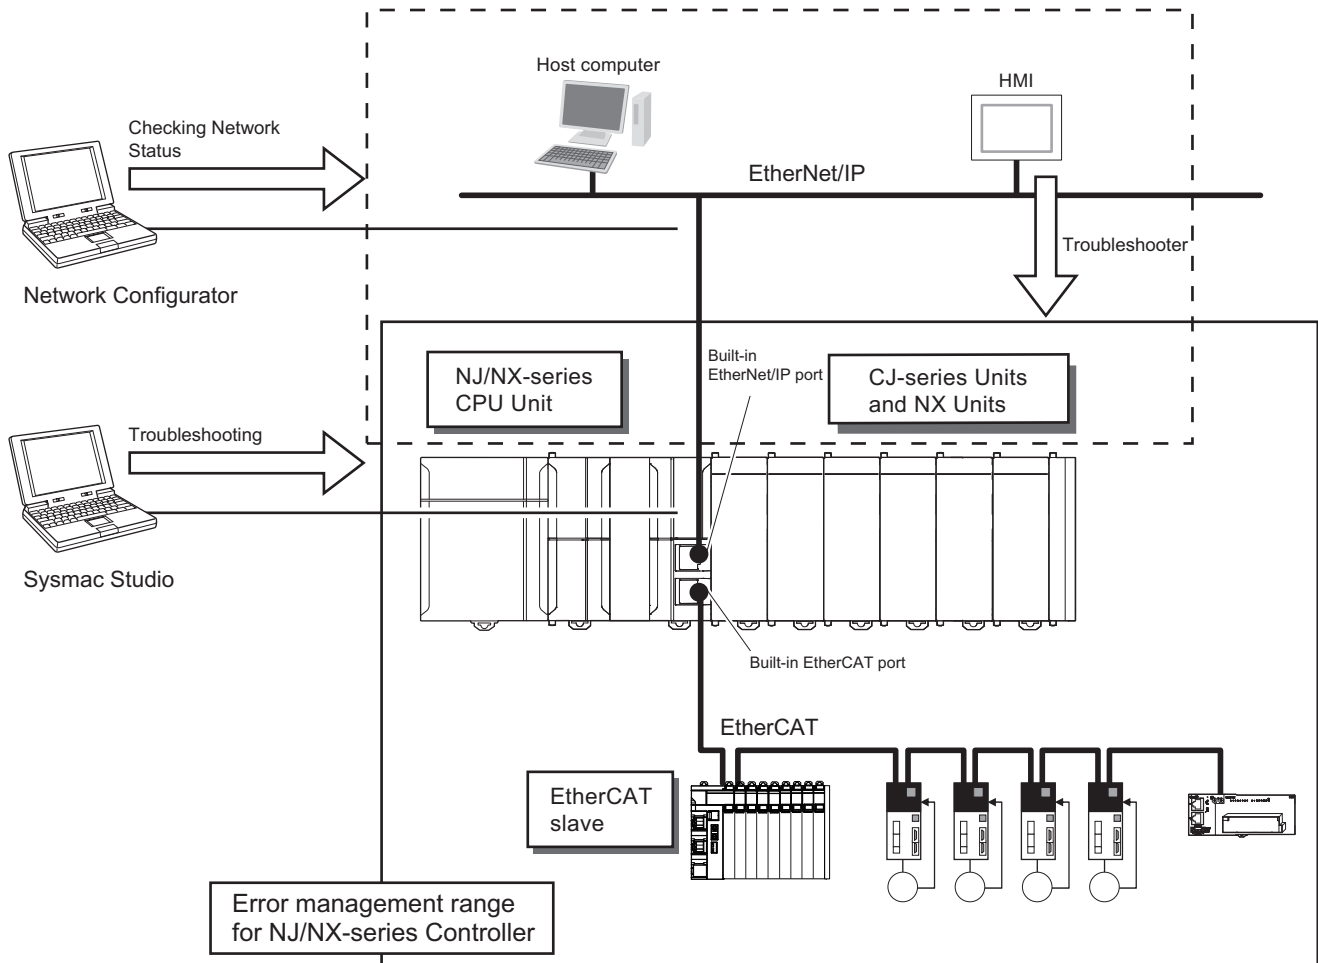 Host computer
HMI
Checking Network
Status
EtherNet/IP
Troubleshooter
Network Configurator
Built-in
EtherNet/IP port
NJ/NX-series
CPU Unit
CJ-series Units
and NX Units
Troubleshooting
Sysmac Studio
Built-in EtherCAT port
EtherCAT
EtherCAT
slave
Error management range
for NJ/NX-series Controller